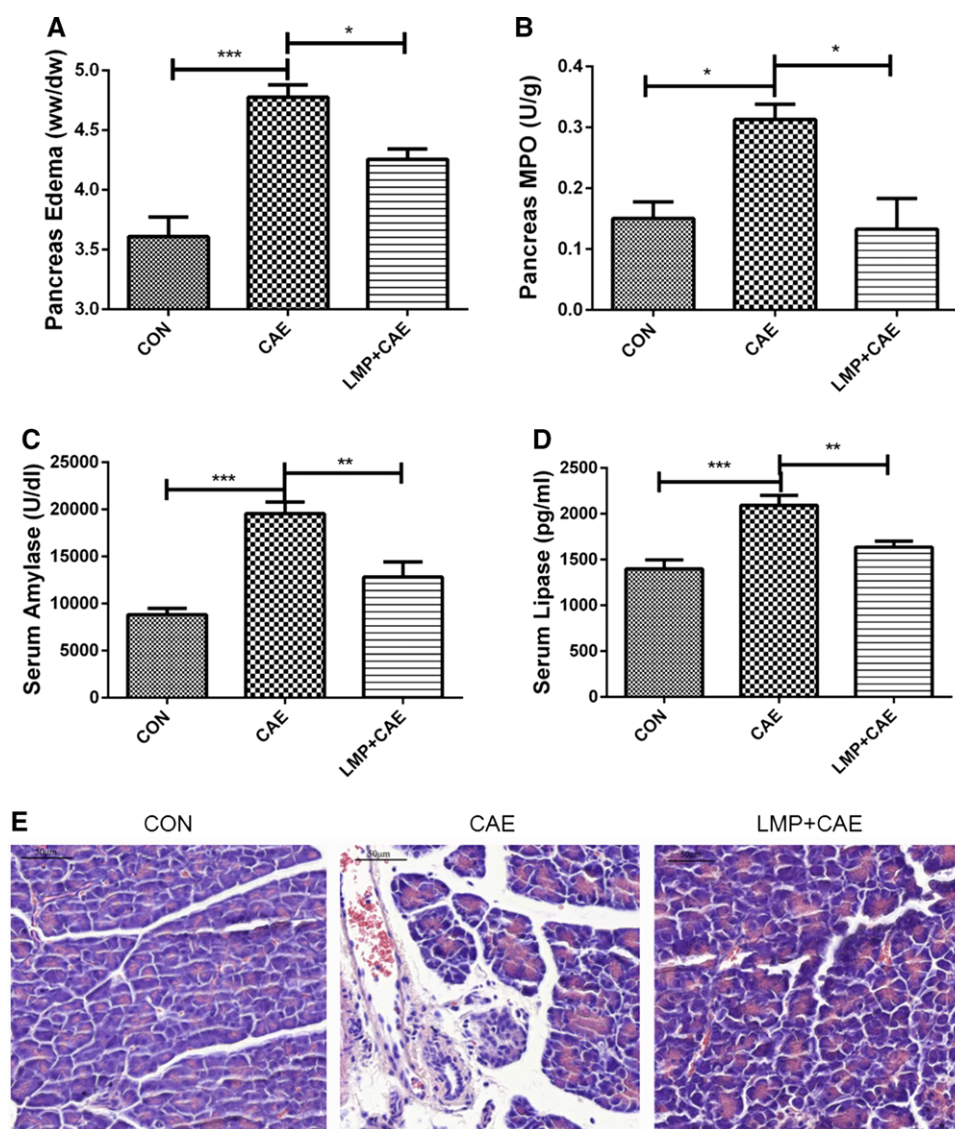 A
Pancreas Edema (ww/dw)
5.0
4.5
4.0
3.5
3.0
***
*
CON
CAE
LMP+CAE
B
Pancreas MPO (U/g)
0.4
0.3
0.2
0.1
0.0
*
*
CON
CAE
LMP+CAE
C
Serum Amylase (U/dl)
25000
20000
15000
10000
5000
0
***
**
CON
CAE
LMP+CAE
D
Serum Lipase (pg/ml)
2500
2000
1500
1000
500
0
***
**
CON
CAE
LMP+CAE
E
CON
CAE
LMP+CAE
50μm
50μm
50μm